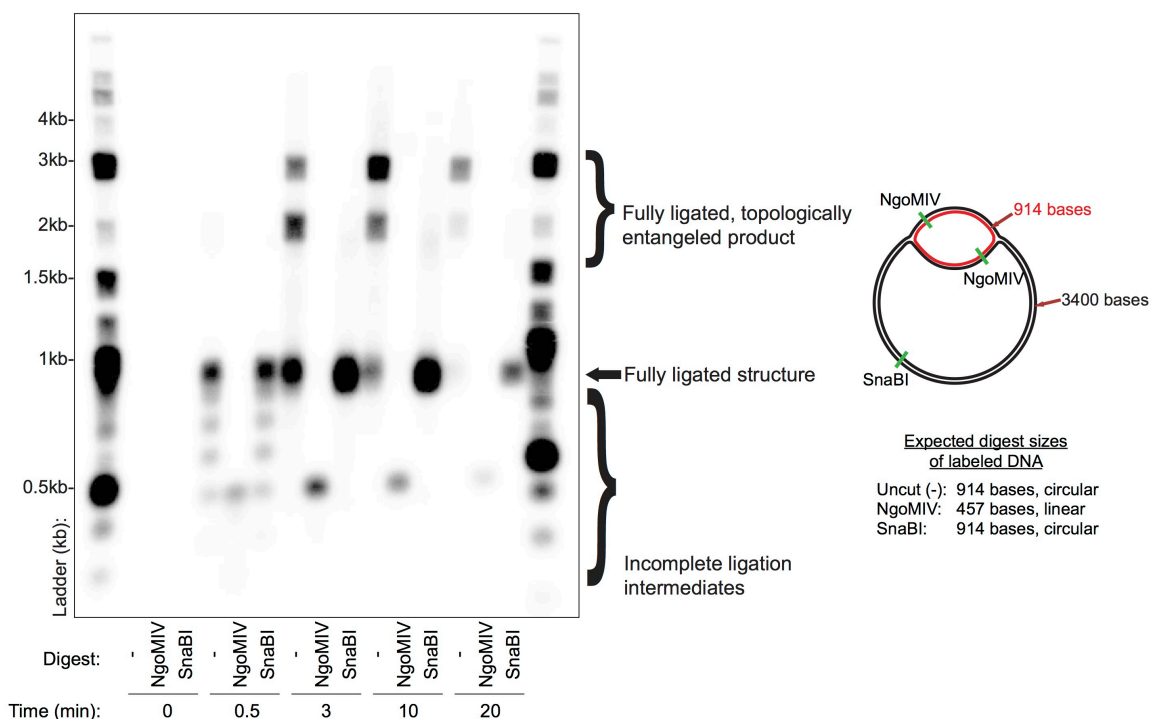 4kb-
3kb-
2kb-
1.5kb-
1kb-
0.5kb-
Ladder (kb):
Fully ligated, topologically
entangeled product
Fully ligated structure
Incomplete ligation
intermediates
Digest:
- NgoMIV SnaBI - NgoMIV SnaBI - NgoMIV SnaBI - NgoMIV SnaBI - NgoMIV SnaBI
Time (min): 0 0.5 3 10 20
NgoMIV
914 bases
NgoMIV
3400 bases
SnaBI
Expected digest sizes
of labeled DNA
Uncut (-): 914 bases, circular
NgoMIV: 457 bases, linear
SnaBI: 914 bases, circular